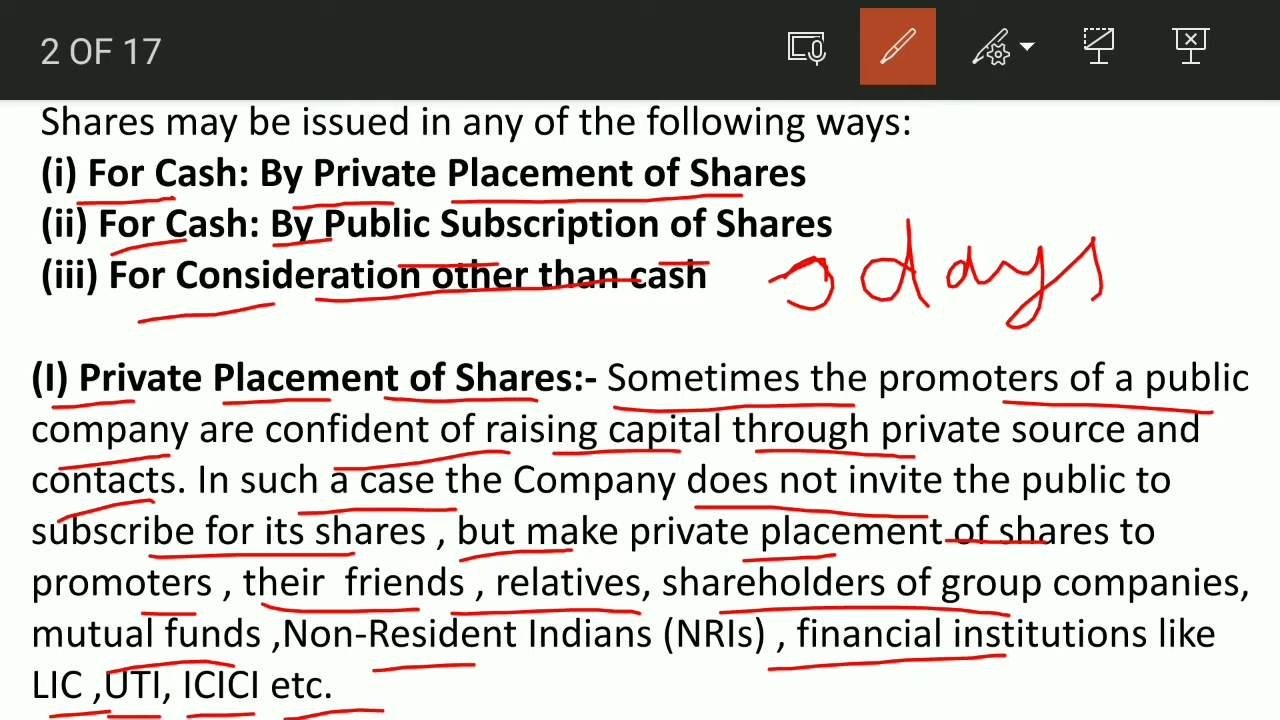 2 OF 17
Shares may be issued in any of the following ways:
(i) For Cash: By Private Placement of Shares
(ii) For Cash: By Public Subscription of Shares
(iii) For Consideration other than cash
days
(I) Private Placement of Shares:- Sometimes the promoters of a public
company are confident of raising capital through private source and
contacts. In such a case the Company does not invite the public to
subscribe for its shares , but make private placement of shares to
promoters , their friends , relatives, shareholders of group companies,
mutual funds ,Non-Resident Indians (NRIs) , financial institutions like
LIC ,UTI, ICICI etc.